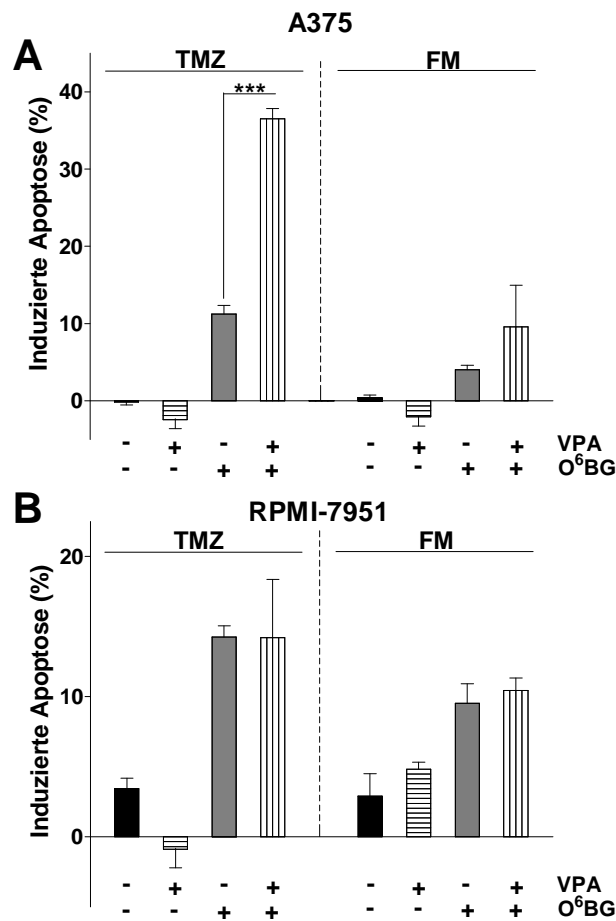 A375
A
TMZ
FM
Induzierte Apoptose (%)
***
40
30
20
10
0
- + - + - + - + VPA
- - + + - - + + O⁶BG
B
RPMI-7951
TMZ
FM
Induzierte Apoptose (%)
20
10
0
- + - + - + - + VPA
- - + + - - + + O⁶BG